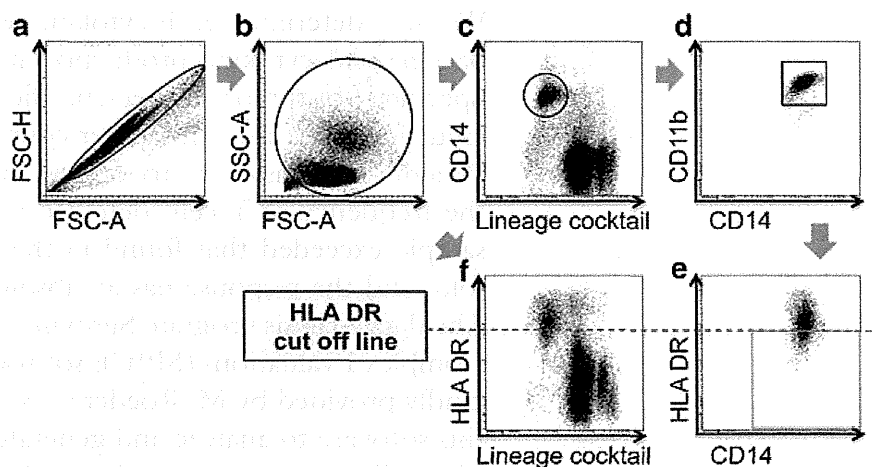 a
b
c
d
FSC-H
FSC-A
SSC-A
FSC-A
CD14
Lineage cocktail
CD11b
CD14
HLA DR
cut off line
f
e
HLA DR
Lineage cocktail
HLA DR
CD14